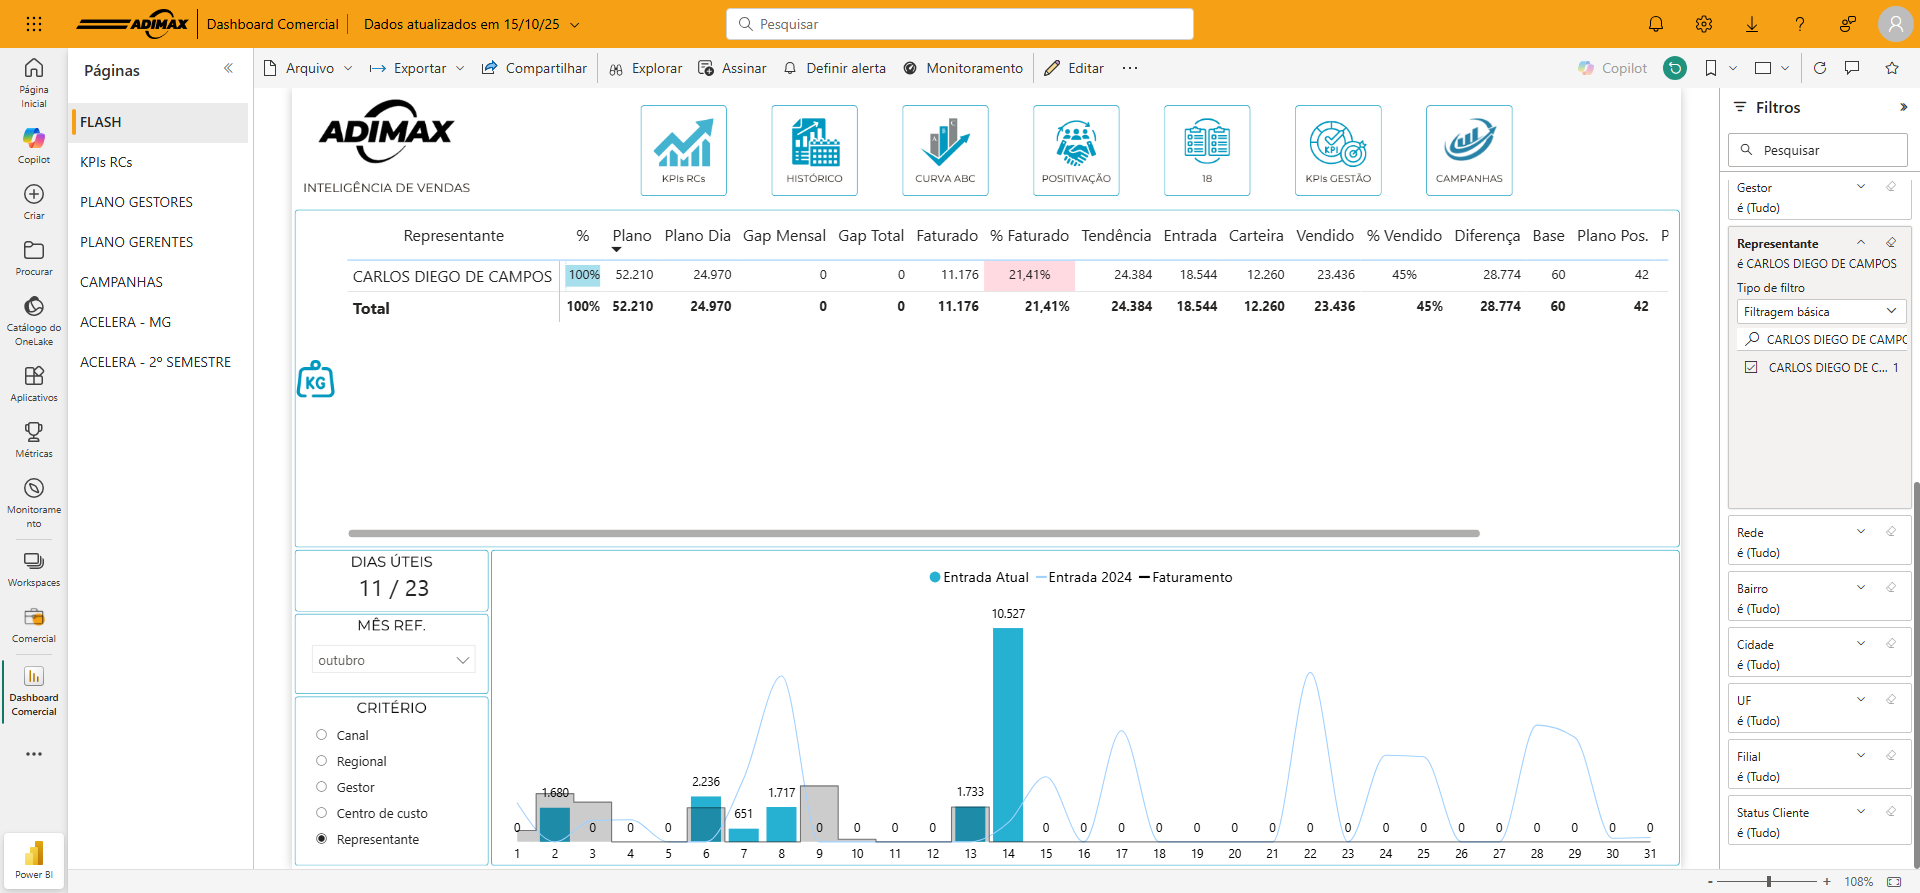 ADIMAX Dashboard Comercial Dados atualizados em 15/10/25 Pesquisar
Página Inicial
Copilot
Criar
Procurar
Catálogo do OneLake
Aplicativos
Métricas
Monitorame nto
Workspaces
Comercial
Dashboard Comercial
Power BI
Páginas
FLASH
KPIs RCs
PLANO GESTORES
PLANO GERENTES
CAMPANHAS
ACELERA - MG
ACELERA - 2º SEMESTRE
Arquivo Exportar Compartilhar Explorar Assinar Definir alerta Monitoramento Editar Copilot
ADIMAX
INTELIGÊNCIA DE VENDAS
KPIs RCs HISTÓRICO CURVA ABC POSITIVAÇÃO 18 KPIs GESTÃO CAMPANHAS
Representante % Plano Plano Dia Gap Mensal Gap Total Faturado % Faturado Tendência Entrada Carteira Vendido % Vendido Diferença Base Plano Pos. P
CARLOS DIEGO DE CAMPOS 100% 52.210 24.970 0 0 11.176 21,41% 24.384 18.544 12.260 23.436 45% 28.774 60 42
Total 100% 52.210 24.970 0 0 11.176 21,41% 24.384 18.544 12.260 23.436 45% 28.774 60 42
KG
DIAS ÚTEIS
11 / 23
MÊS REF.
outubro
CRITÉRIO
Canal
Regional
Gestor
Centro de custo
Representante
Entrada Atual Entrada 2024 Faturamento
10.527
2.236
1.680 1.717 1.733
651
0 0 0 0 0 0 0 0 0 0 0 0 0 0 0 0 0 0 0 0 0 0 0 0 0
1 2 3 4 5 6 7 8 9 10 11 12 13 14 15 16 17 18 19 20 21 22 23 24 25 26 27 28 29 30 31
Filtros
Pesquisar
Gestor
é (Tudo)
Representante
é CARLOS DIEGO DE CAMPOS
Tipo de filtro
Filtragem básica
CARLOS DIEGO DE CAMPO
CARLOS DIEGO DE C... 1
Rede
é (Tudo)
Bairro
é (Tudo)
Cidade
é (Tudo)
UF
é (Tudo)
Filial
é (Tudo)
Status Cliente
é (Tudo)
- + 108%